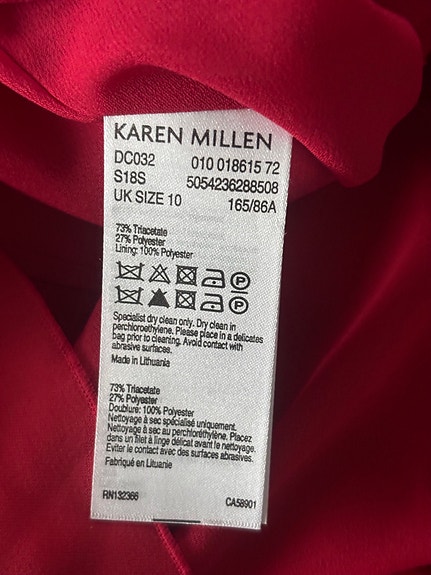 KAREN MILLEN
DC032 010 018615 72
S18S 5054236288508
UK SIZE 10 165/86A
73% Triacetate
27% Polyester
Lining: 100% Polyester
P
P
Specialist dry clean only. Dry clean in
perchloroethylene. Please place in a delicates
bag prior to cleaning. Avoid contact with
abrasive surfaces.
Made in Lithuania
73% Triacetate
27% Polyester
Doublure: 100% Polyester
Nettoyage à sec spécialisé uniquement.
Nettoyage à sec au perchloréthylène. Placez
dans un filet à linge délicat avant le nettoyage.
Eviter le contact avec des surfaces abrasives.
Fabriqué en Lituanie
RN132366 CA58901